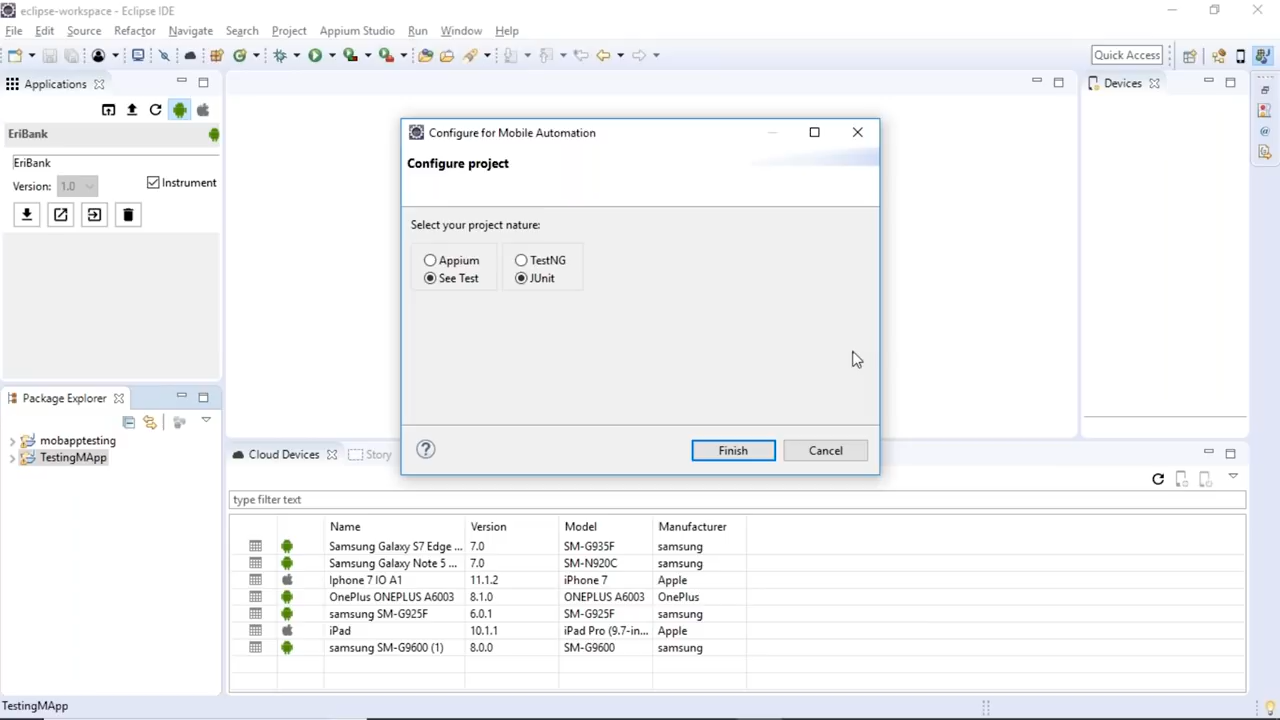 eclipse-workspace - Eclipse IDE
File Edit Source Refactor Navigate Search Project Appium Studio Run Window Help
Quick Access
Applications
EriBank
EriBank
Version: 1.0 Instrument
Devices
Configure for Mobile Automation
Configure project
Select your project nature:
Appium TestNG
See Test JUnit
? Finish Cancel
Package Explorer
mobapptesting
TestingMApp
Cloud Devices Story
type filter text
Name Version Model Manufacturer
Samsung Galaxy S7 Edge ... 7.0 SM-G935F samsung
Samsung Galaxy Note 5 ... 7.0 SM-N920C samsung
Iphone 7 IO A1 11.1.2 iPhone 7 Apple
OnePlus ONEPLUS A6003 8.1.0 ONEPLUS A6003 OnePlus
samsung SM-G925F 6.0.1 SM-G925F samsung
iPad 10.1.1 iPad Pro (9.7-in... Apple
samsung SM-G9600 (1) 8.0.0 SM-G9600 samsung
TestingMApp